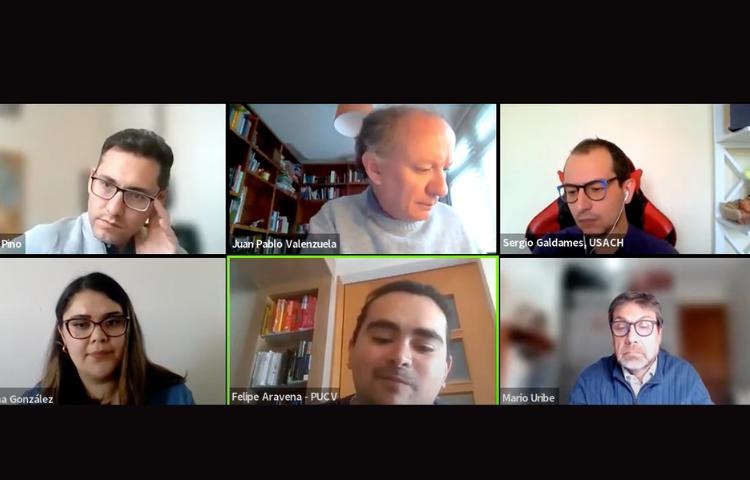 Pino
Juan Pablo Valenzuela
Sergio Galdames, USACH
a González
Felipe Aravena - PUCV
Mario Uribe